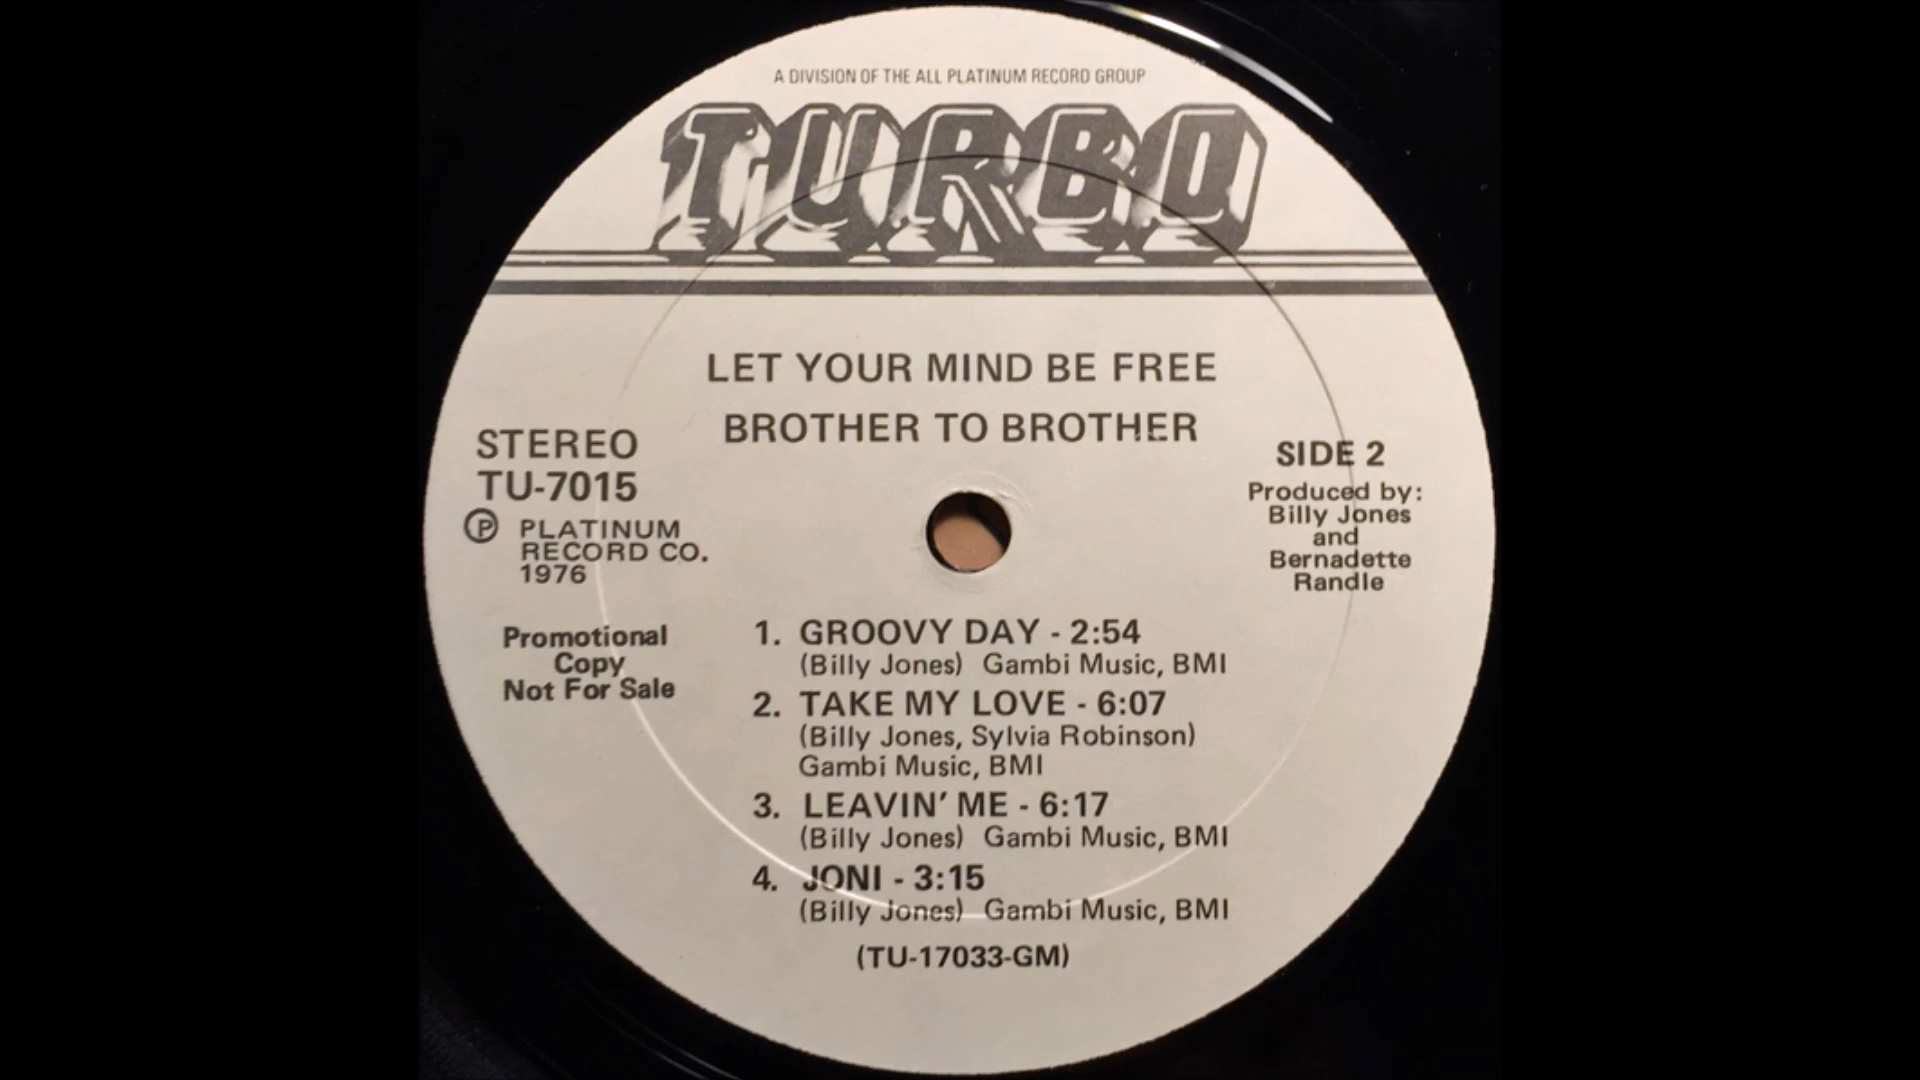 A DIVISION OF THE ALL PLATINUM RECORD GROUP
TURBO
LET YOUR MIND BE FREE
BROTHER TO BROTHER
STEREO
TU-7015
Ⓟ PLATINUM
RECORD CO.
1976
Promotional
Copy
Not For Sale
SIDE 2
Produced by:
Billy Jones
and
Bernadette
Randle
1. GROOVY DAY - 2:54
(Billy Jones) Gambi Music, BMI
2. TAKE MY LOVE - 6:07
(Billy Jones, Sylvia Robinson)
Gambi Music, BMI
3. LEAVIN' ME - 6:17
(Billy Jones) Gambi Music, BMI
4. JONI - 3:15
(Billy Jones) Gambi Music, BMI
(TU-17033-GM)